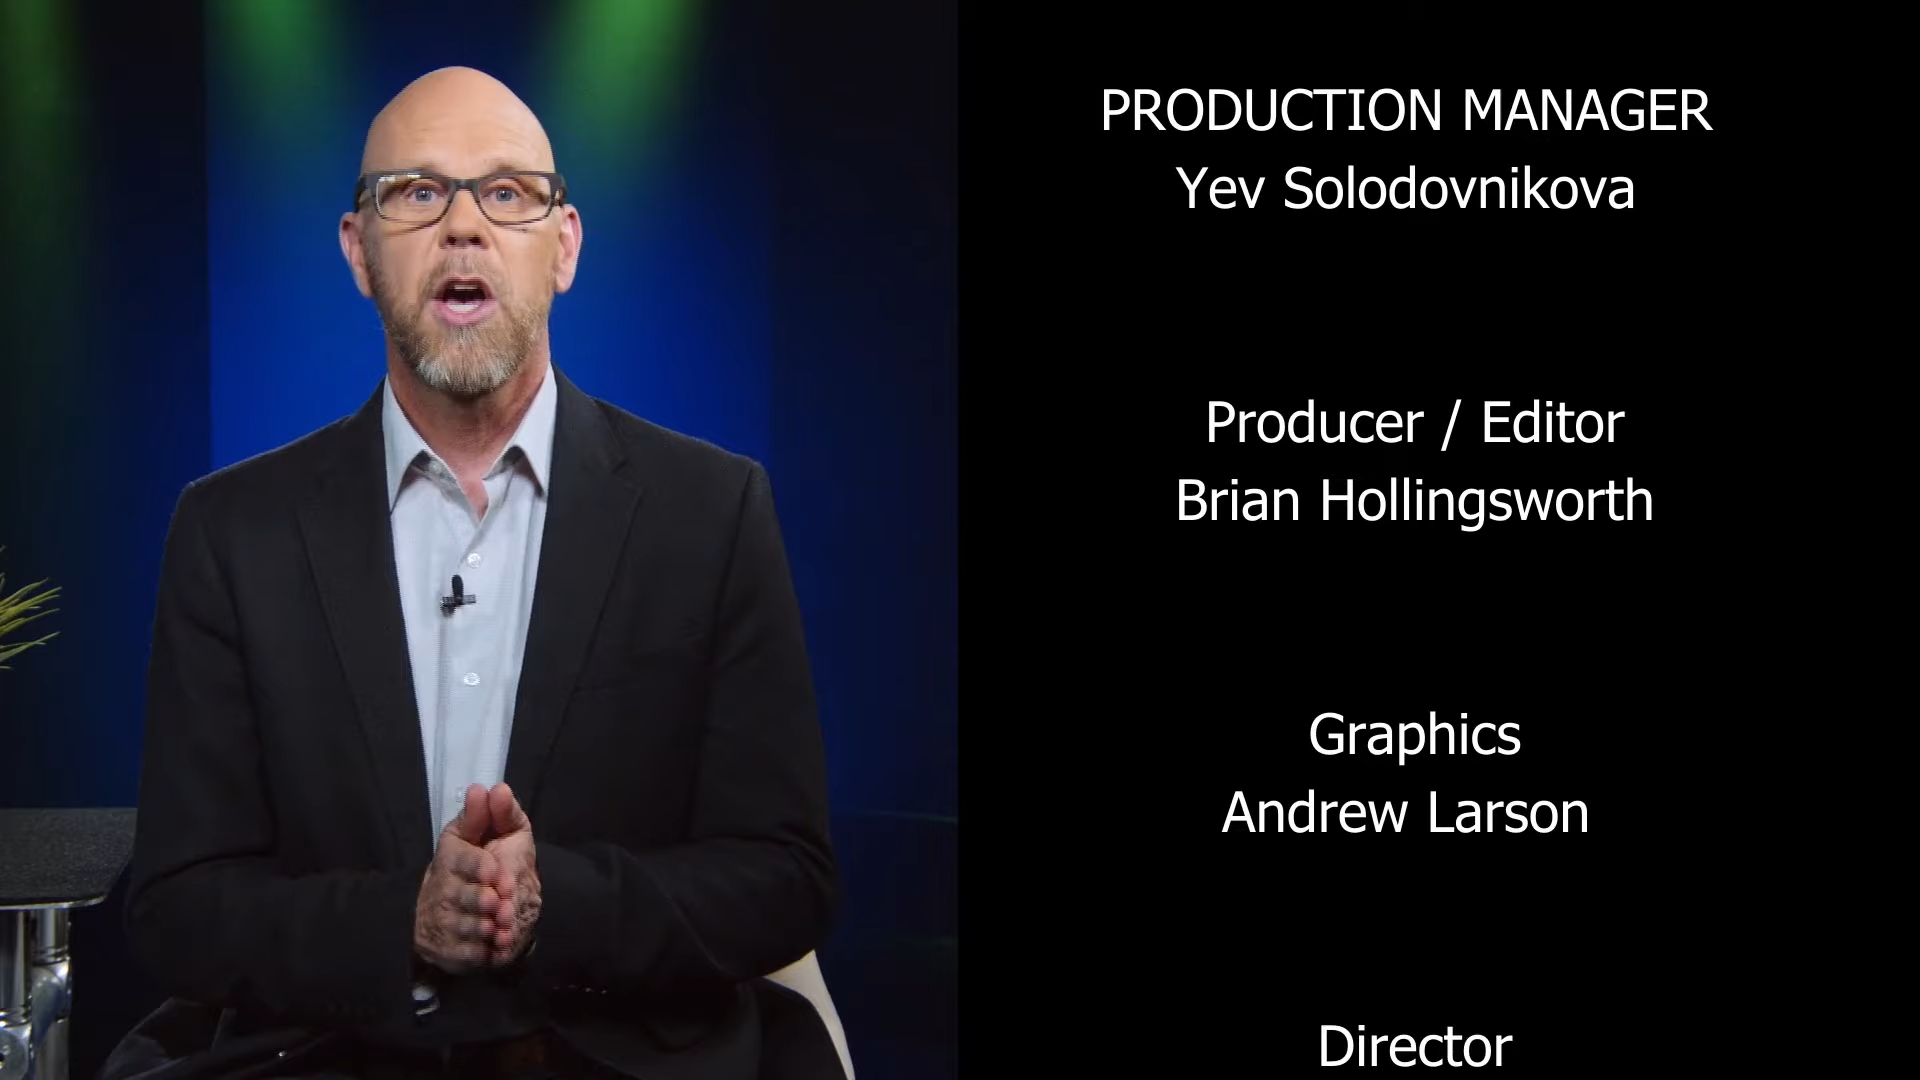 PRODUCTION MANAGER
Yev Solodovnikova
Producer / Editor
Brian Hollingsworth
Graphics
Andrew Larson
Director